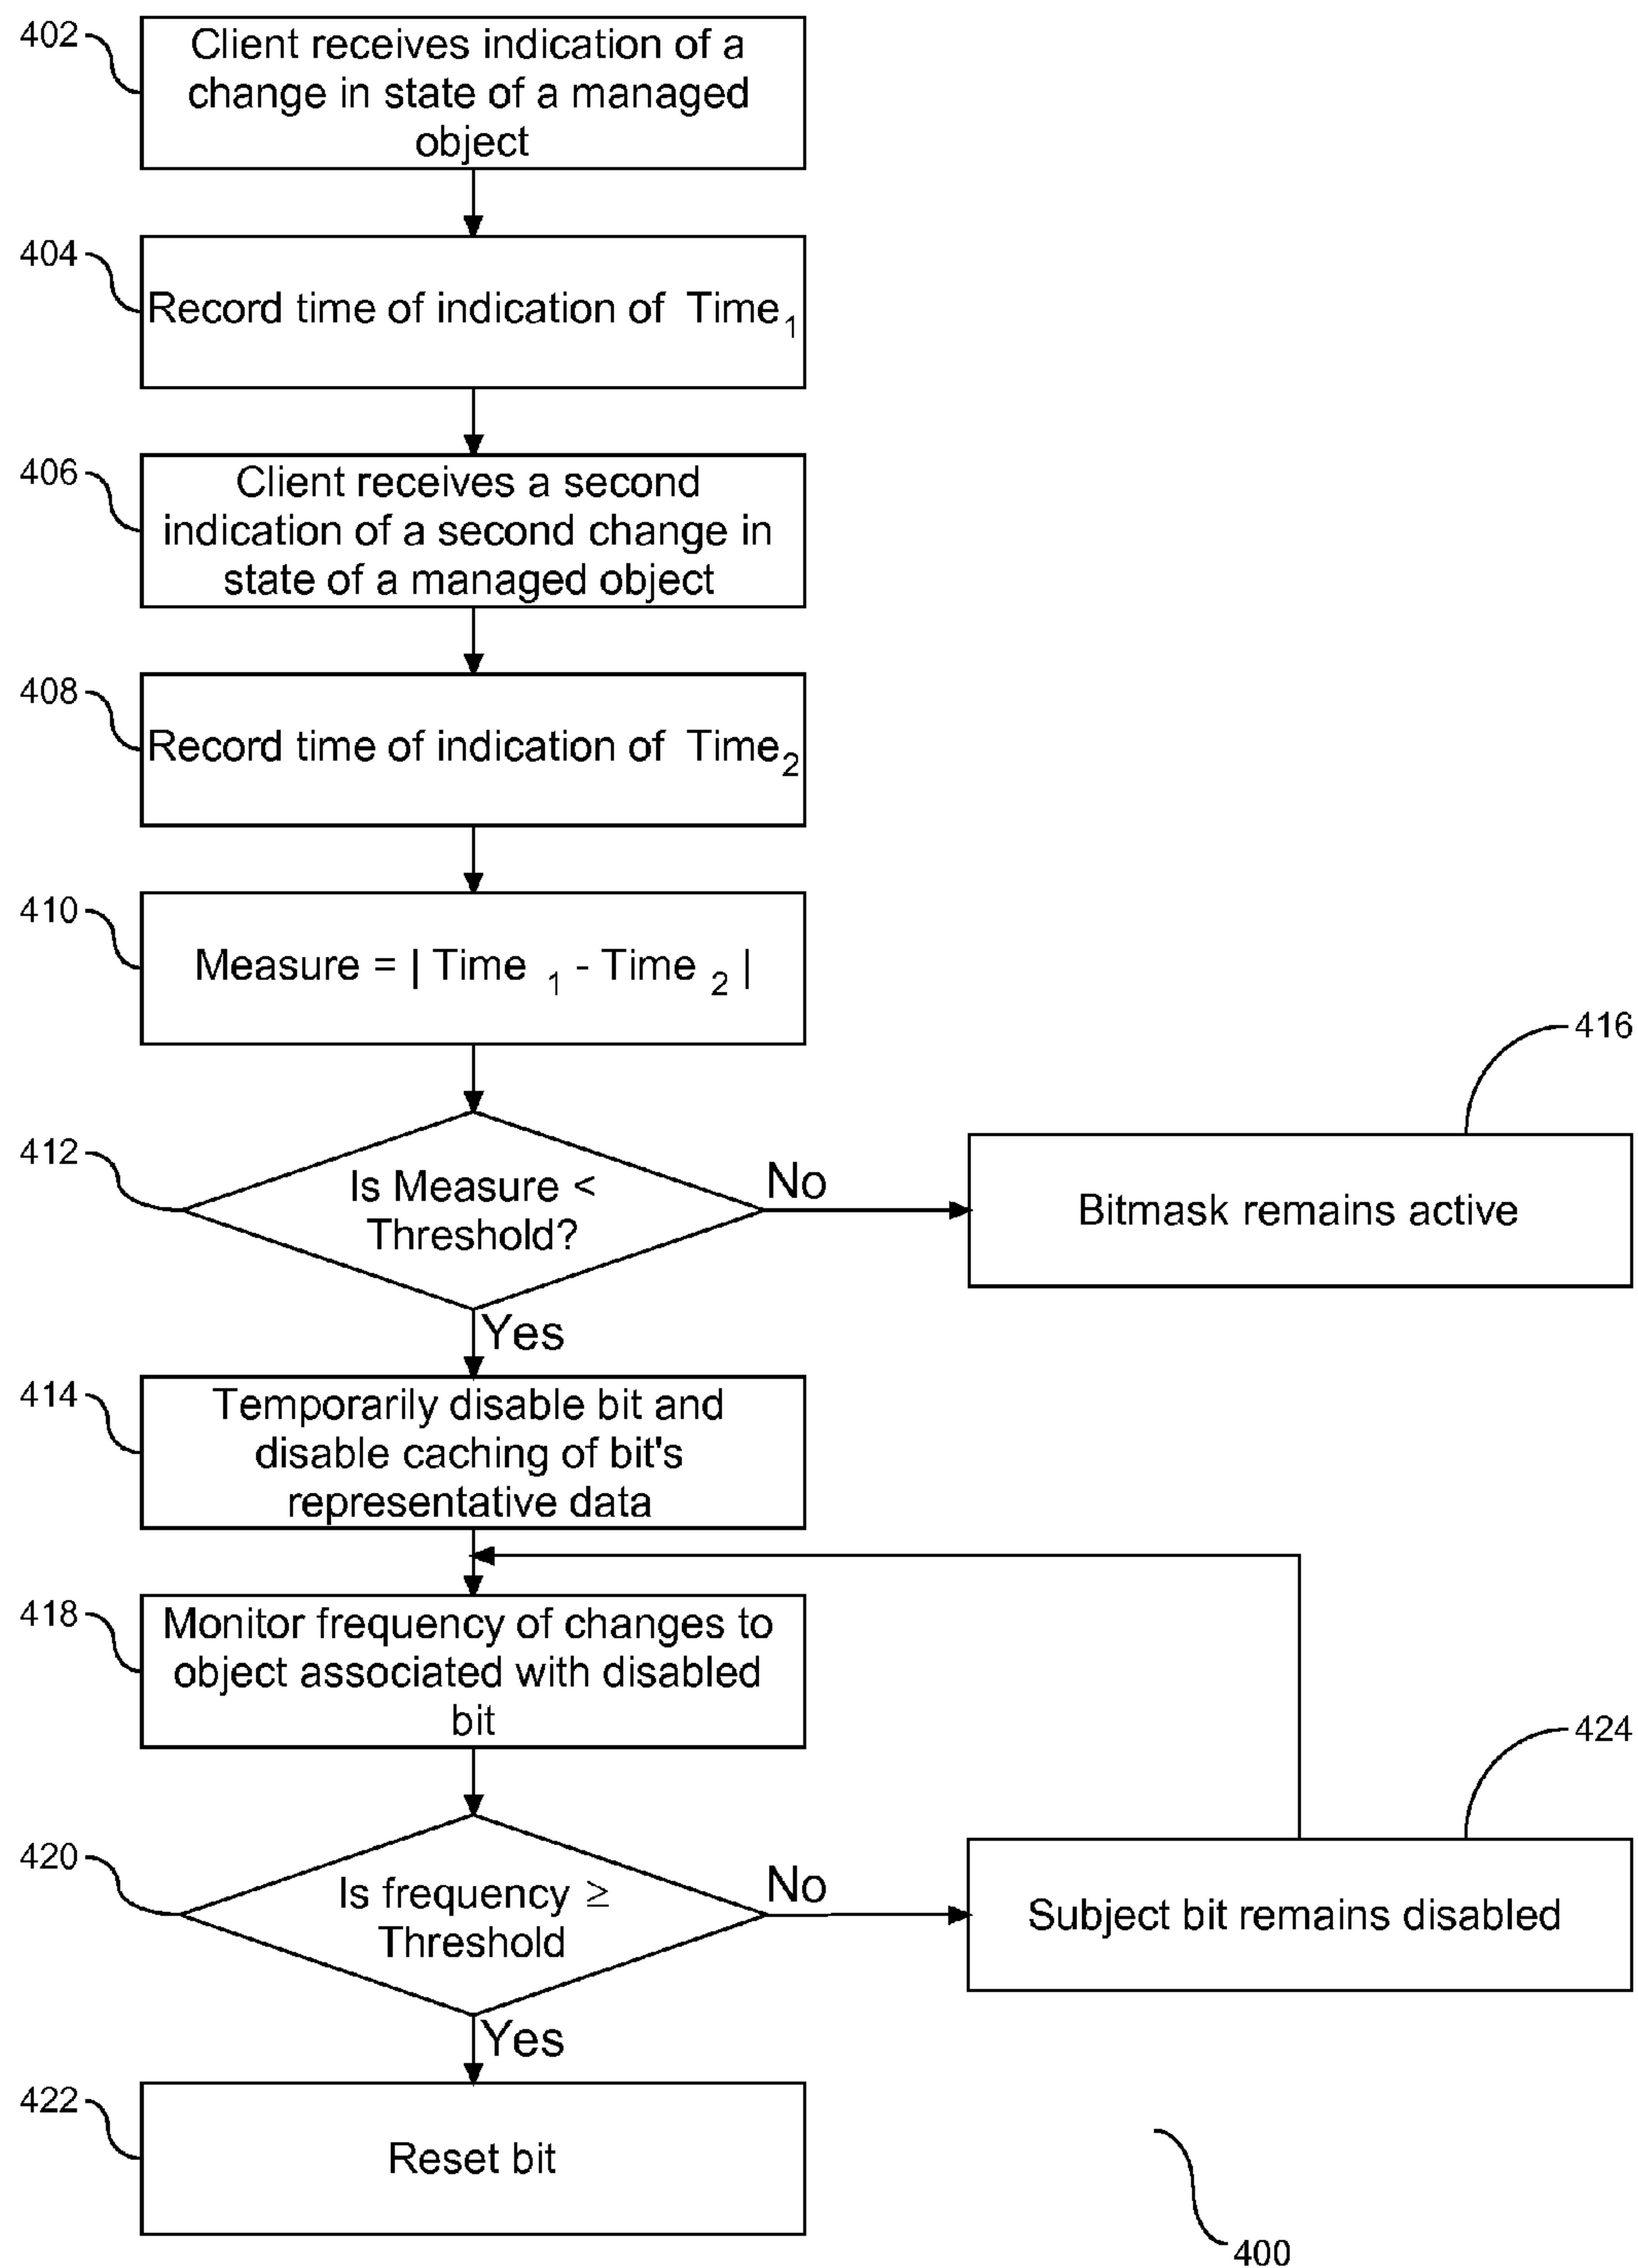 402
Client receives indication of a
change in state of a managed
object
404
Record time of indication of Time1
406
Client receives a second
indication of a second change in
state of a managed object
408
Record time of indication of Time2
410
Measure = | Time 1 - Time 2 |
416
412
Is Measure <
Threshold?
No
Bitmask remains active
Yes
414
Temporarily disable bit and
disable caching of bit's
representative data
418
Monitor frequency of changes to
object associated with disabled
bit
424
420
Is frequency ≥
Threshold
No
Subject bit remains disabled
Yes
422
Reset bit
400